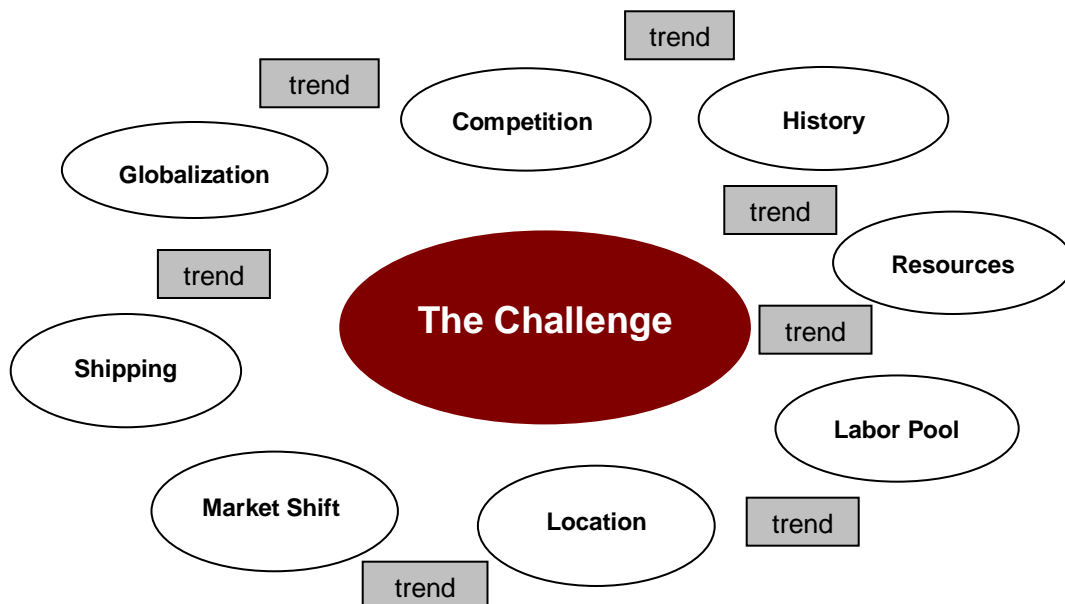 trend
trend
Competition
History
Globalization
trend
Resources
trend
The Challenge
trend
Shipping
Labor Pool
Market Shift
Location
trend
trend